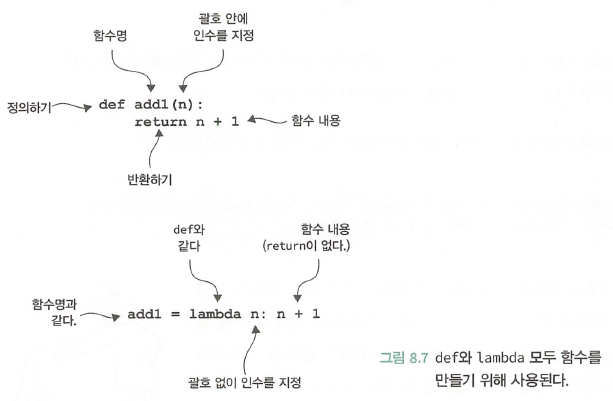 괄호 안에
인수를 지정
함수명
정의하기
def add1(n):
return n + 1
함수 내용
반환하기
def와
같다
함수 내용
(return이 없다.)
함수명과
같다.
add1 = lambda n: n + 1
괄호 없이 인수를 지정
그림 8.7 def와 lambda 모두 함수를
만들기 위해 사용된다.